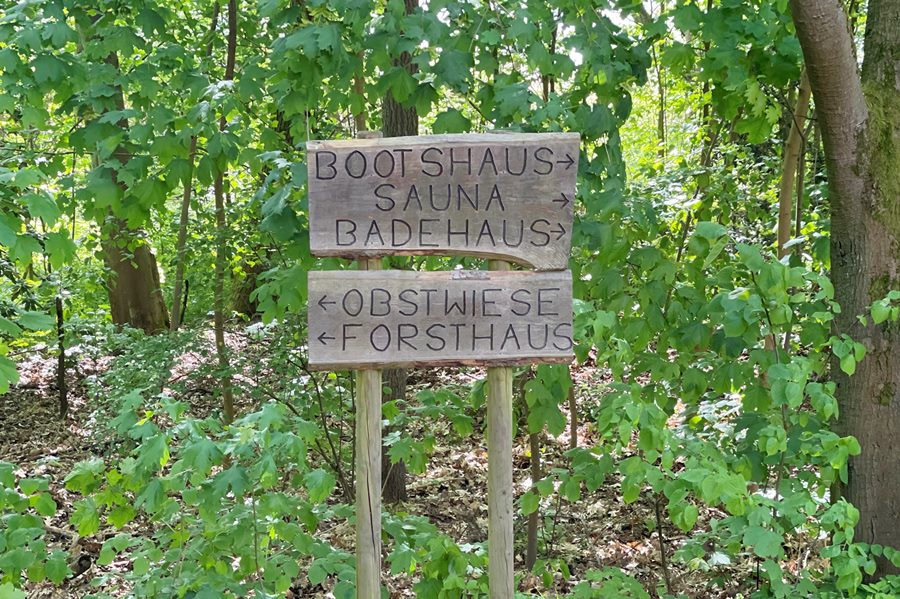 BOOTSHAUS→
SAUNA →
BADEHAUS→
←OBSTWIESE
←FORSTHAUS